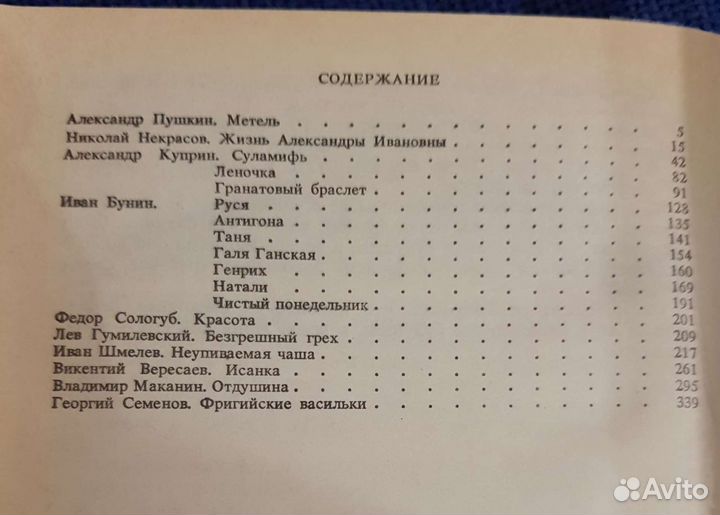 СОДЕРЖАНИЕ
Александр Пушкин. Метель . . . . . . . . . . . . . . . 5
Николай Некрасов. Жизнь Александры Ивановны . . . . . . . . . 15
Александр Куприн. Суламифь . . . . . . . . . . . . . . 42
Леночка . . . . . . . . . . . . . . 82
Гранатовый браслет . . . . . . . . . . . 91
Иван Бунин. Руся . . . . . . . . . . . . . . . 128
Антигона . . . . . . . . . . . . . . 135
Таня . . . . . . . . . . . . . . . 141
Галя Ганская . . . . . . . . . . . . . 154
Генрих . . . . . . . . . . . . . . . 160
Натали . . . . . . . . . . . . . . . 169
Чистый понедельник . . . . . . . . . . . 191
Федор Сологуб. Красота . . . . . . . . . . . . . . . . 201
Лев Гумилевский. Безгрешный грех . . . . . . . . . . . . . 209
Иван Шмелев. Неупиваемая чаша . . . . . . . . . . . . . . 217
Викентий Вересаев. Исанка . . . . . . . . . . . . . . . 261
Владимир Маканин. Отдушина . . . . . . . . . . . . . . . 295
Георгий Семенов. Фригийские васильки . . . . . . . . . . . . 339
Avito